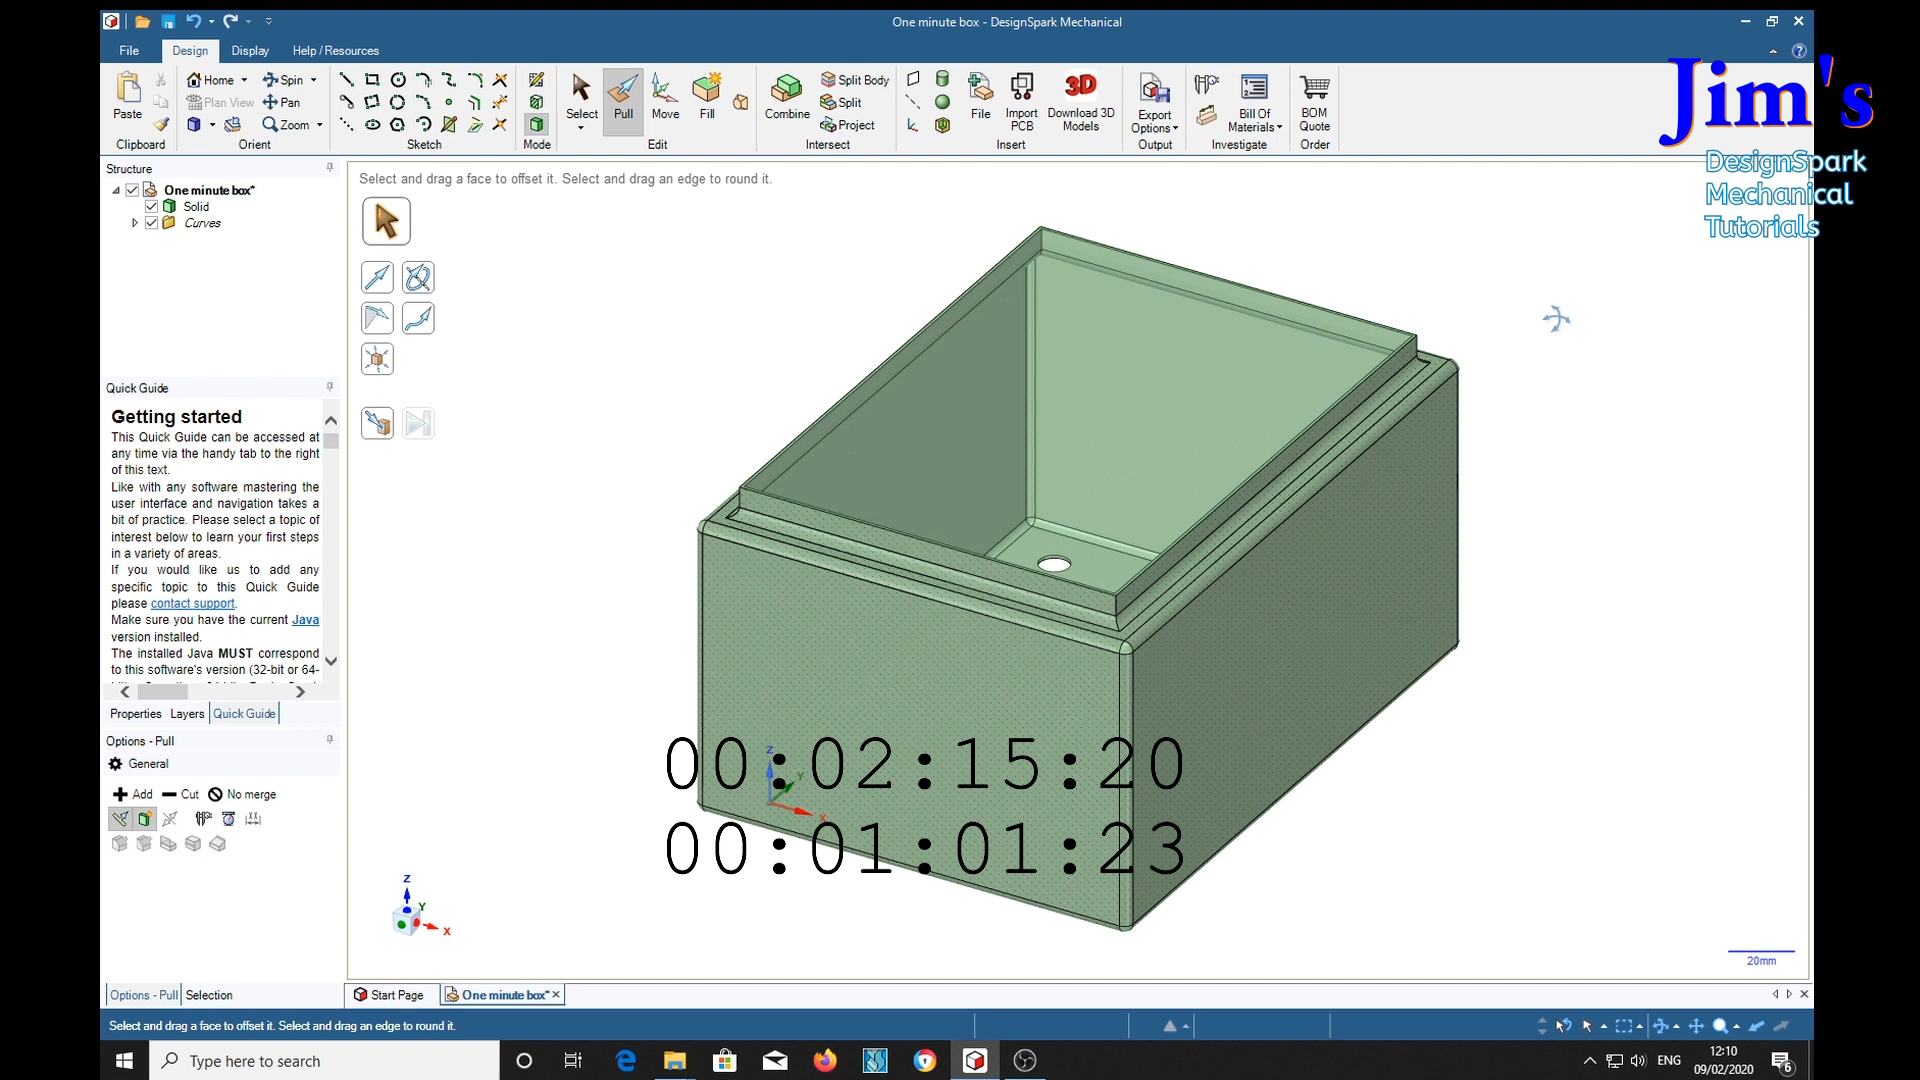 One minute box - DesignSpark Mechanical
File Design Display Help / Resources
Home Spin
Split Body
Plan View Pan
Split
Paste Zoom Select Pull Move Fill Combine Project File Import PCB Download 3D Models Export Options Bill Of Materials BOM Quote
3D
Clipboard Orient Sketch Mode Edit Intersect Insert Output Investigate Order
Jim's
DesignSpark
Mechanical
Tutorials
Structure
One minute box*
Solid
Curves
Select and drag a face to offset it. Select and drag an edge to round it.
Quick Guide
Getting started
This Quick Guide can be accessed at
any time via the handy tab to the right
of this text.
Like with any software mastering the
user interface and navigation takes a
bit of practice. Please select a topic of
interest below to learn your first steps
in a variety of areas.
If you would like us to add any
specific topic to this Quick Guide
please contact support.
Make sure you have the current Java
version installed.
The installed Java MUST correspond
to this software's version (32-bit or 64-
Properties Layers Quick Guide
Options - Pull
General
Add Cut No merge
00:02:15:20
00:01:01:23
Z
Y
X
Z
Y
X
20mm
Options - Pull Selection
Start Page One minute box*
Select and drag a face to offset it. Select and drag an edge to round it.
Type here to search
ENG
12:10
09/02/2020
6